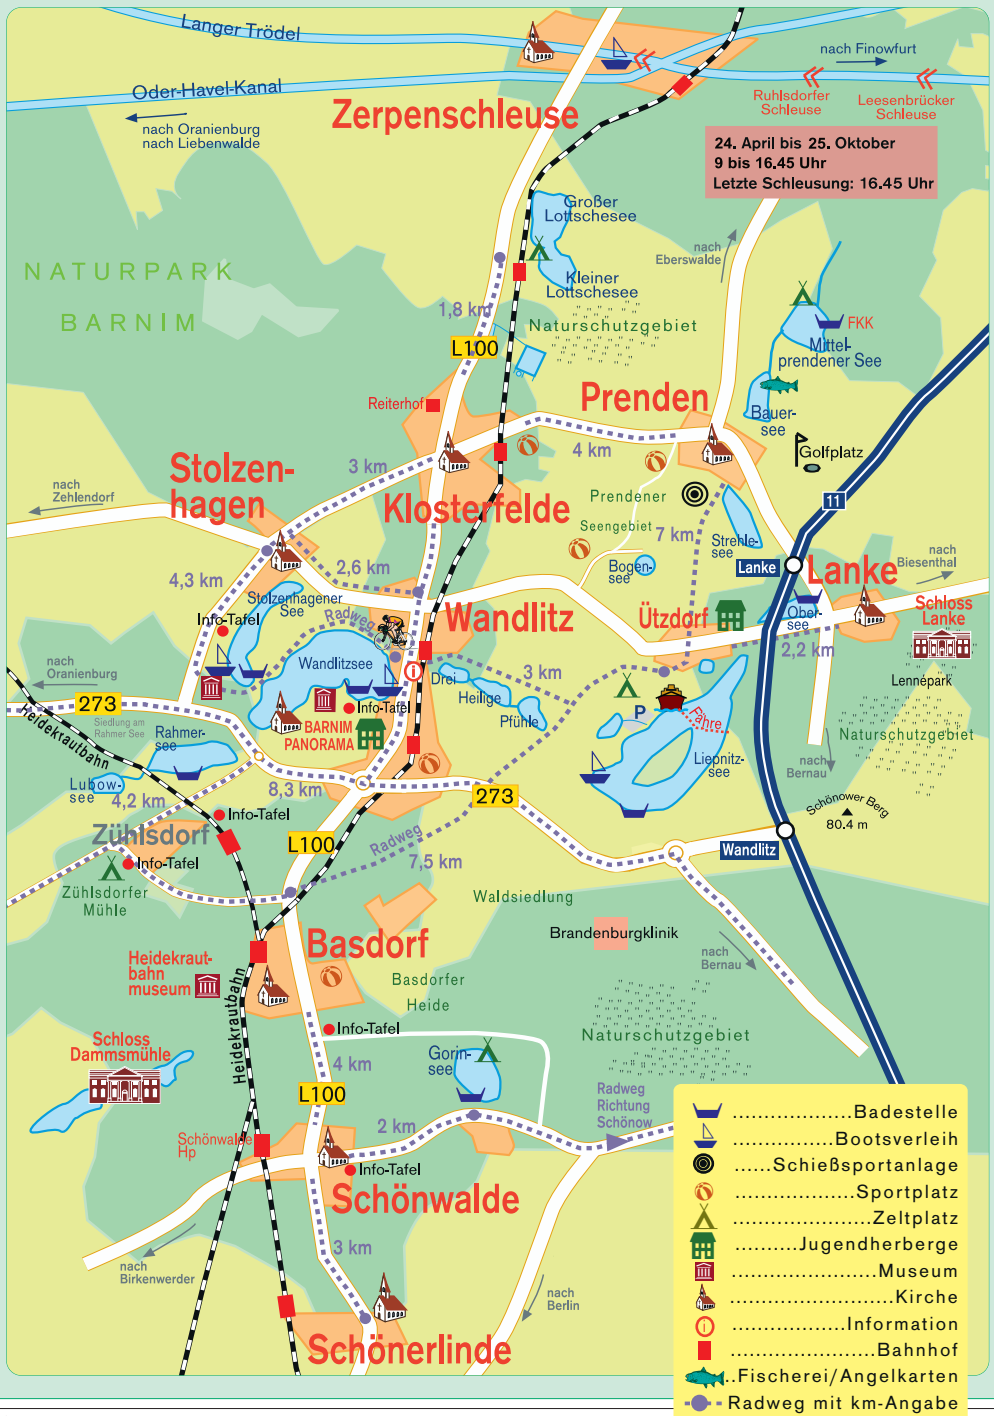 Langer Trödel
nach Finowfurt
Oder-Havel-Kanal
Zerpenschleuse
Ruhlsdorfer
Schleuse
Leesenbrücker
Schleuse
nach Oranienburg
nach Liebenwalde
24. April bis 25. Oktober
9 bis 16.45 Uhr
Letzte Schleusung: 16.45 Uhr
Großer
Lottschesee
nach
Eberswalde
NATURPARK
BARNIM
Kleiner
Lottschesee
1,8 km
Naturschutzgebiet
FKK
L100
Mittel-
prendener See
Reiterhof
Prenden
Bauer-
see
Golfplatz
4 km
3 km
Stolzen-
hagen
nach
Zehlendorf
Klosterfelde
Prendener
Seengebiet
11
7 km
Strehle-
see
Bogen-
see
Lanke
Lanke
nach
Biesenthal
4,3 km
2,6 km
Stolzenhagener
See
Info-Tafel
Radweg
Wandlitz
Ützdorf
Ober-
see
Schloss
Lanke
2,2 km
nach
Oranienburg
Wandlitzsee
Drei
Heilige
Pfühle
3 km
Lennépark
273
Heidekrautbahn
Siedlung am
Rahmer See
Rahmer-
see
Info-Tafel
BARNIM
PANORAMA
P
Fähre
Liepnitz-
see
Naturschutzgebiet
nach
Bernau
Lubow-
see
4,2 km
8,3 km
273
Schönower Berg
80.4 m
Info-Tafel
Zühlsdorf
L100
Radweg
7,5 km
Wandlitz
Info-Tafel
Zühlsdorfer
Mühle
Waldsiedlung
Brandenburgklinik
nach
Bernau
Basdorf
Heidekraut-
bahn
museum
Basdorfer
Heide
Heidekrautbahn
Info-Tafel
Naturschutzgebiet
Schloss
Dammsmühle
4 km
Gorin-
see
L100
Radweg
Richtung
Schönow
2 km
Schönwalde
Hp
Info-Tafel
Schönwalde
3 km
nach
Birkenwerder
nach
Berlin
Schönerlinde
..................Badestelle
................Bootsverleih
......Schießsportanlage
...................Sportplatz
......................Zeltplatz
..........Jugendherberge
.......................Museum
..........................Kirche
..................Information
.......................Bahnhof
..Fischerei/Angelkarten
Radweg mit km-Angabe